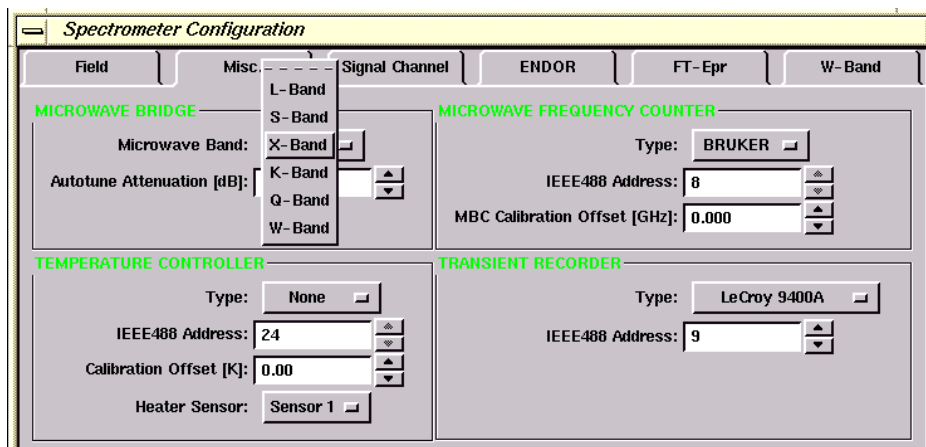 Spectrometer Configuration
Field Misc. Signal Channel ENDOR FT-Epr W-Band
MICROWAVE BRIDGE
Microwave Band:
L-Band
S-Band
X-Band
K-Band
Q-Band
W-Band
Autotune Attenuation [dB]:
MICROWAVE FREQUENCY COUNTER
Type: BRUKER
IEEE488 Address: 8
MBC Calibration Offset [GHz]: 0.000
TEMPERATURE CONTROLLER
Type: None
IEEE488 Address: 24
Calibration Offset [K]: 0.00
Heater Sensor: Sensor 1
TRANSIENT RECORDER
Type: LeCroy 9400A
IEEE488 Address: 9